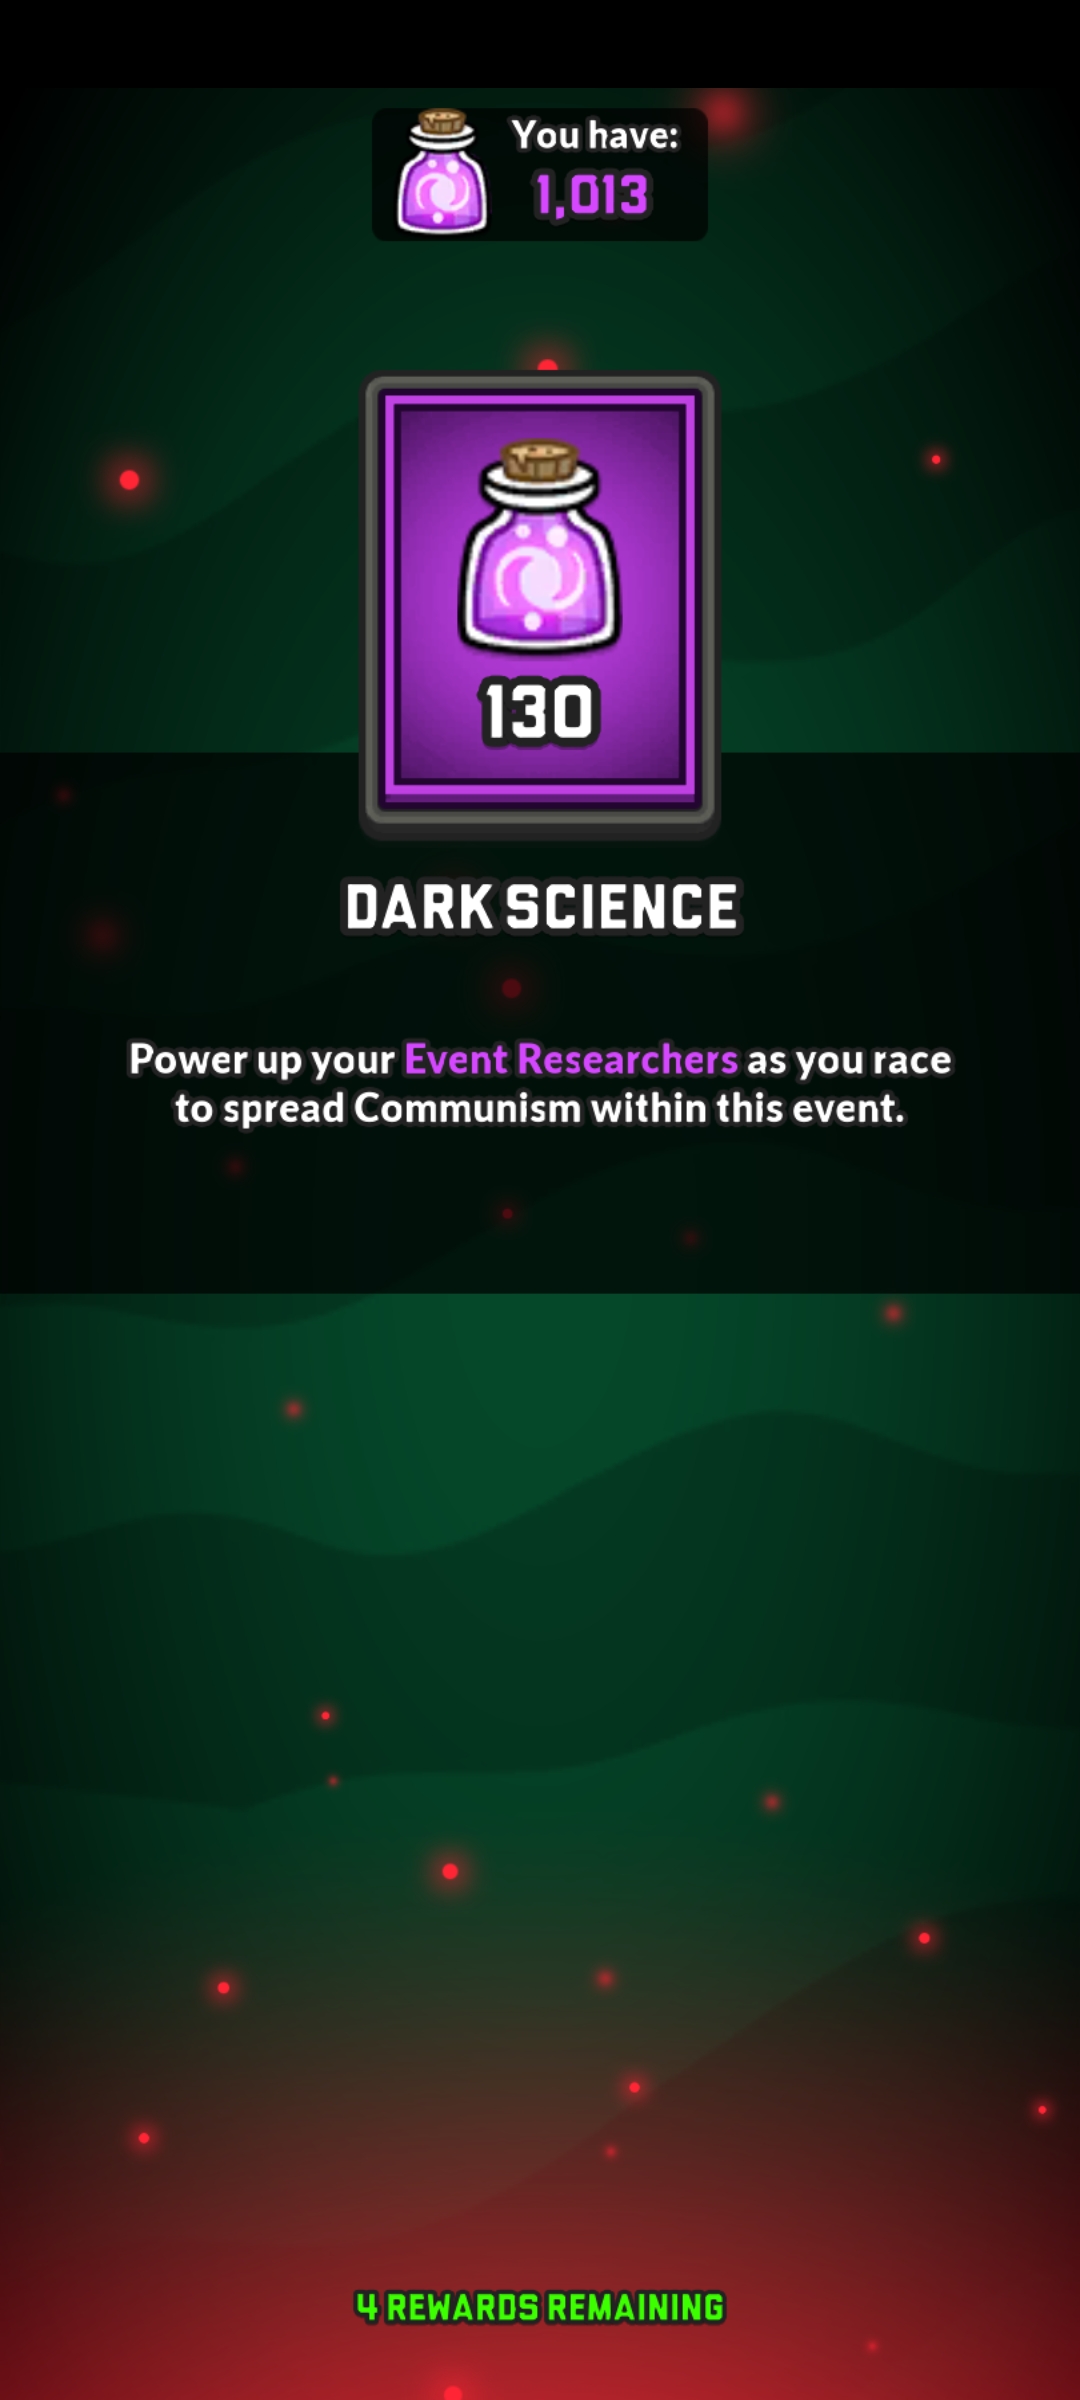 You have:
1,013
130
DARK SCIENCE
Power up your Event Researchers as you race
to spread Communism within this event.
4 REWARDS REMAINING